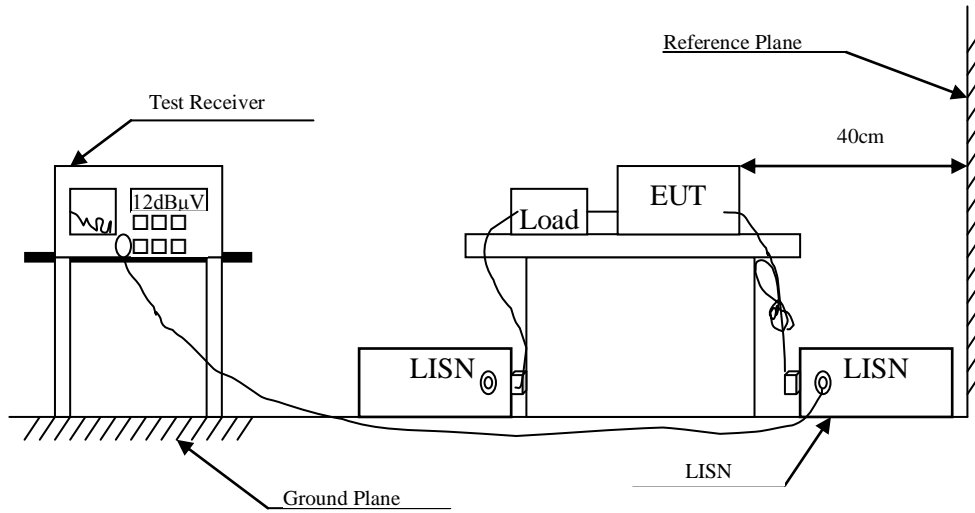 Reference Plane
Test Receiver
40cm
12dBµV
EUT
Load
LISN
LISN
LISN
Ground Plane